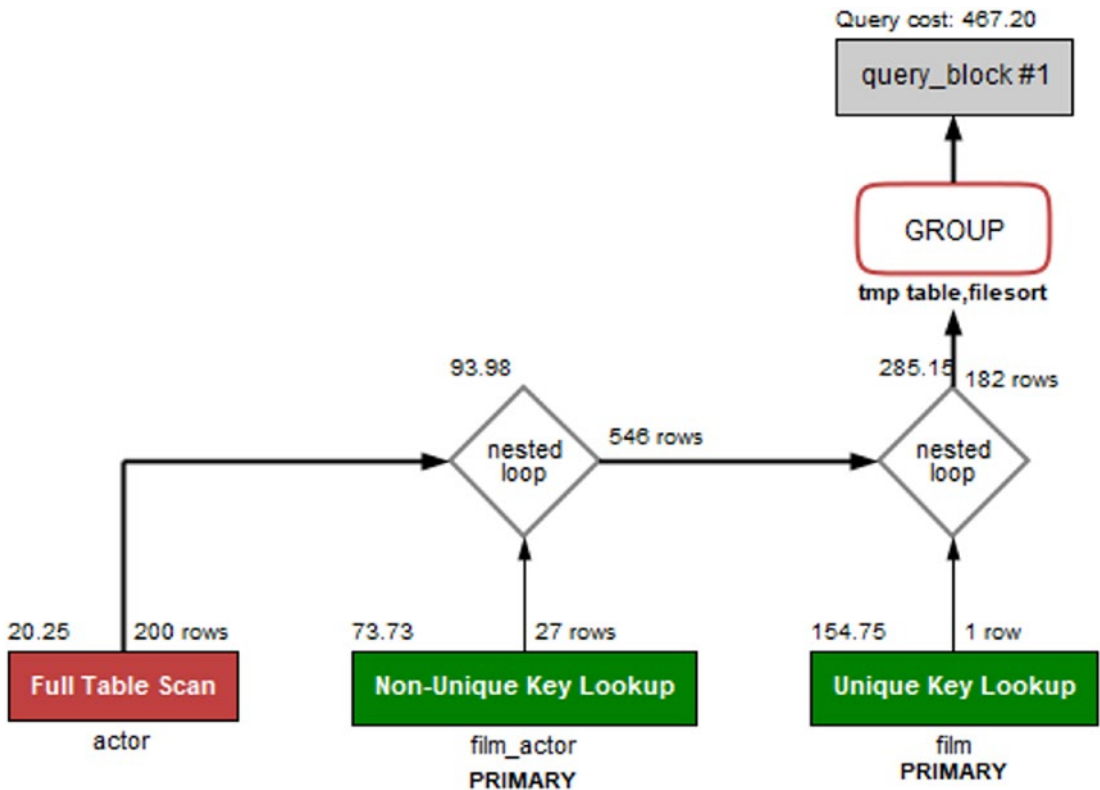 Query cost: 467.20
query_block #1
GROUP
tmp table,filesort
285.15
182 rows
93.98
nested
loop
546 rows
nested
loop
20.25
200 rows
Full Table Scan
actor
73.73
27 rows
Non-Unique Key Lookup
film_actor
PRIMARY
154.75
1 row
Unique Key Lookup
film
PRIMARY